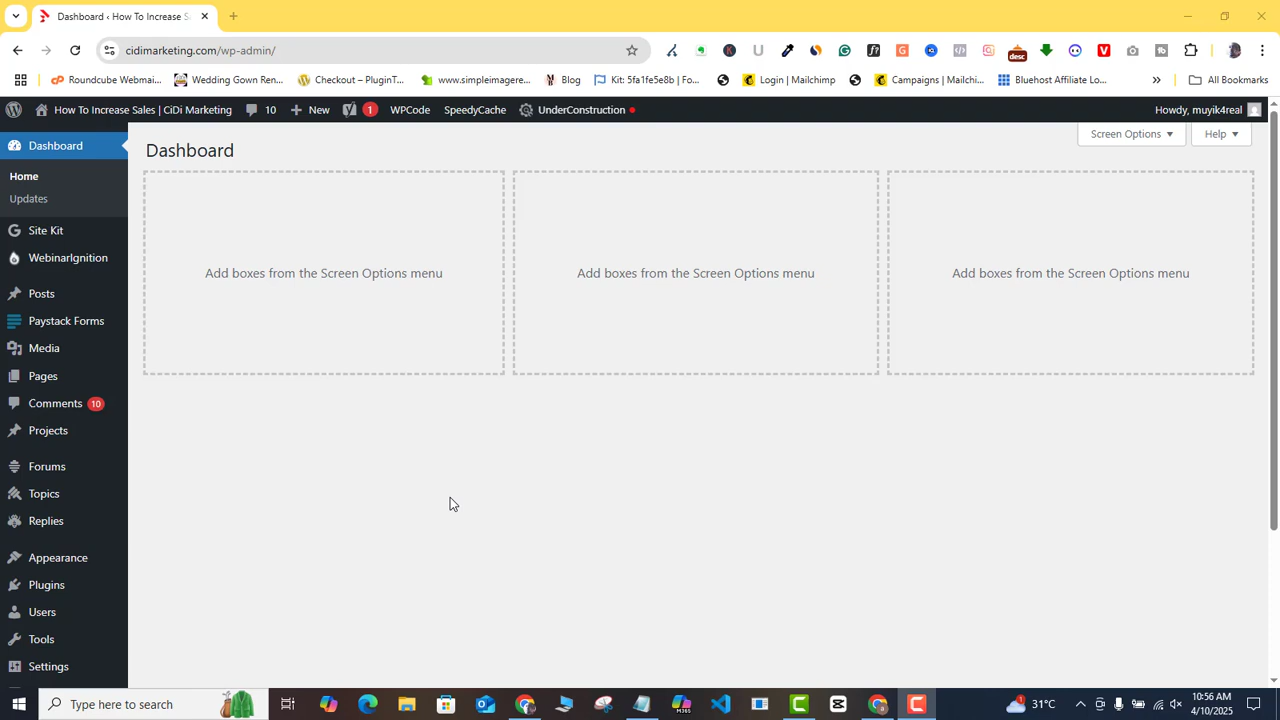 Dashboard ‹ How To Increase S
cidimarketing.com/wp-admin/
desc
Roundcube Webmai...
Wedding Gown Ren...
Checkout – PluginT...
www.simpleimagere...
Blog
Kit: 5fa1fe5e8b | Fo...
Login | Mailchimp
Campaigns | Mailchi...
Bluehost Affiliate Lo...
All Bookmarks
How To Increase Sales | CiDi Marketing
10
New
1
WPCode
SpeedyCache
UnderConstruction
Howdy, muyik4real
Dashboard
Home
Updates
Site Kit
WebinarIgnition
Posts
Paystack Forms
Media
Pages
Comments 10
Projects
Forums
Topics
Replies
Appearance
Plugins
Users
Tools
Settings
Dashboard
Screen Options
Help
Add boxes from the Screen Options menu
Add boxes from the Screen Options menu
Add boxes from the Screen Options menu
Type here to search
M365
1
31°C
10:56 AM
4/10/2025